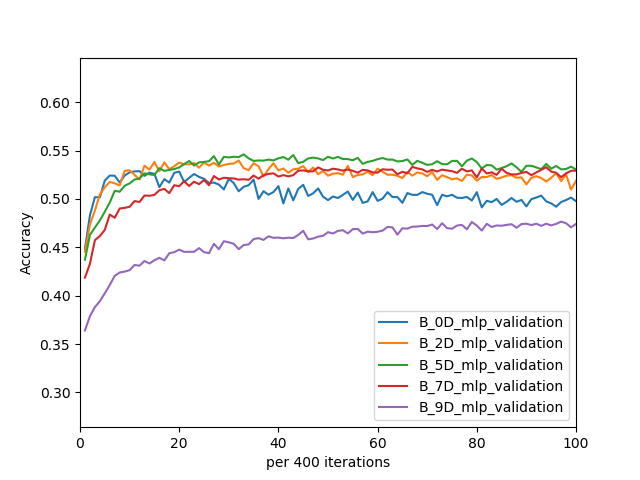 0.60
0.55
0.50
0.45
0.40
0.35
0.30
Accuracy
0 20 40 60 80 100
per 400 iterations
B_0D_mlp_validation
B_2D_mlp_validation
B_5D_mlp_validation
B_7D_mlp_validation
B_9D_mlp_validation